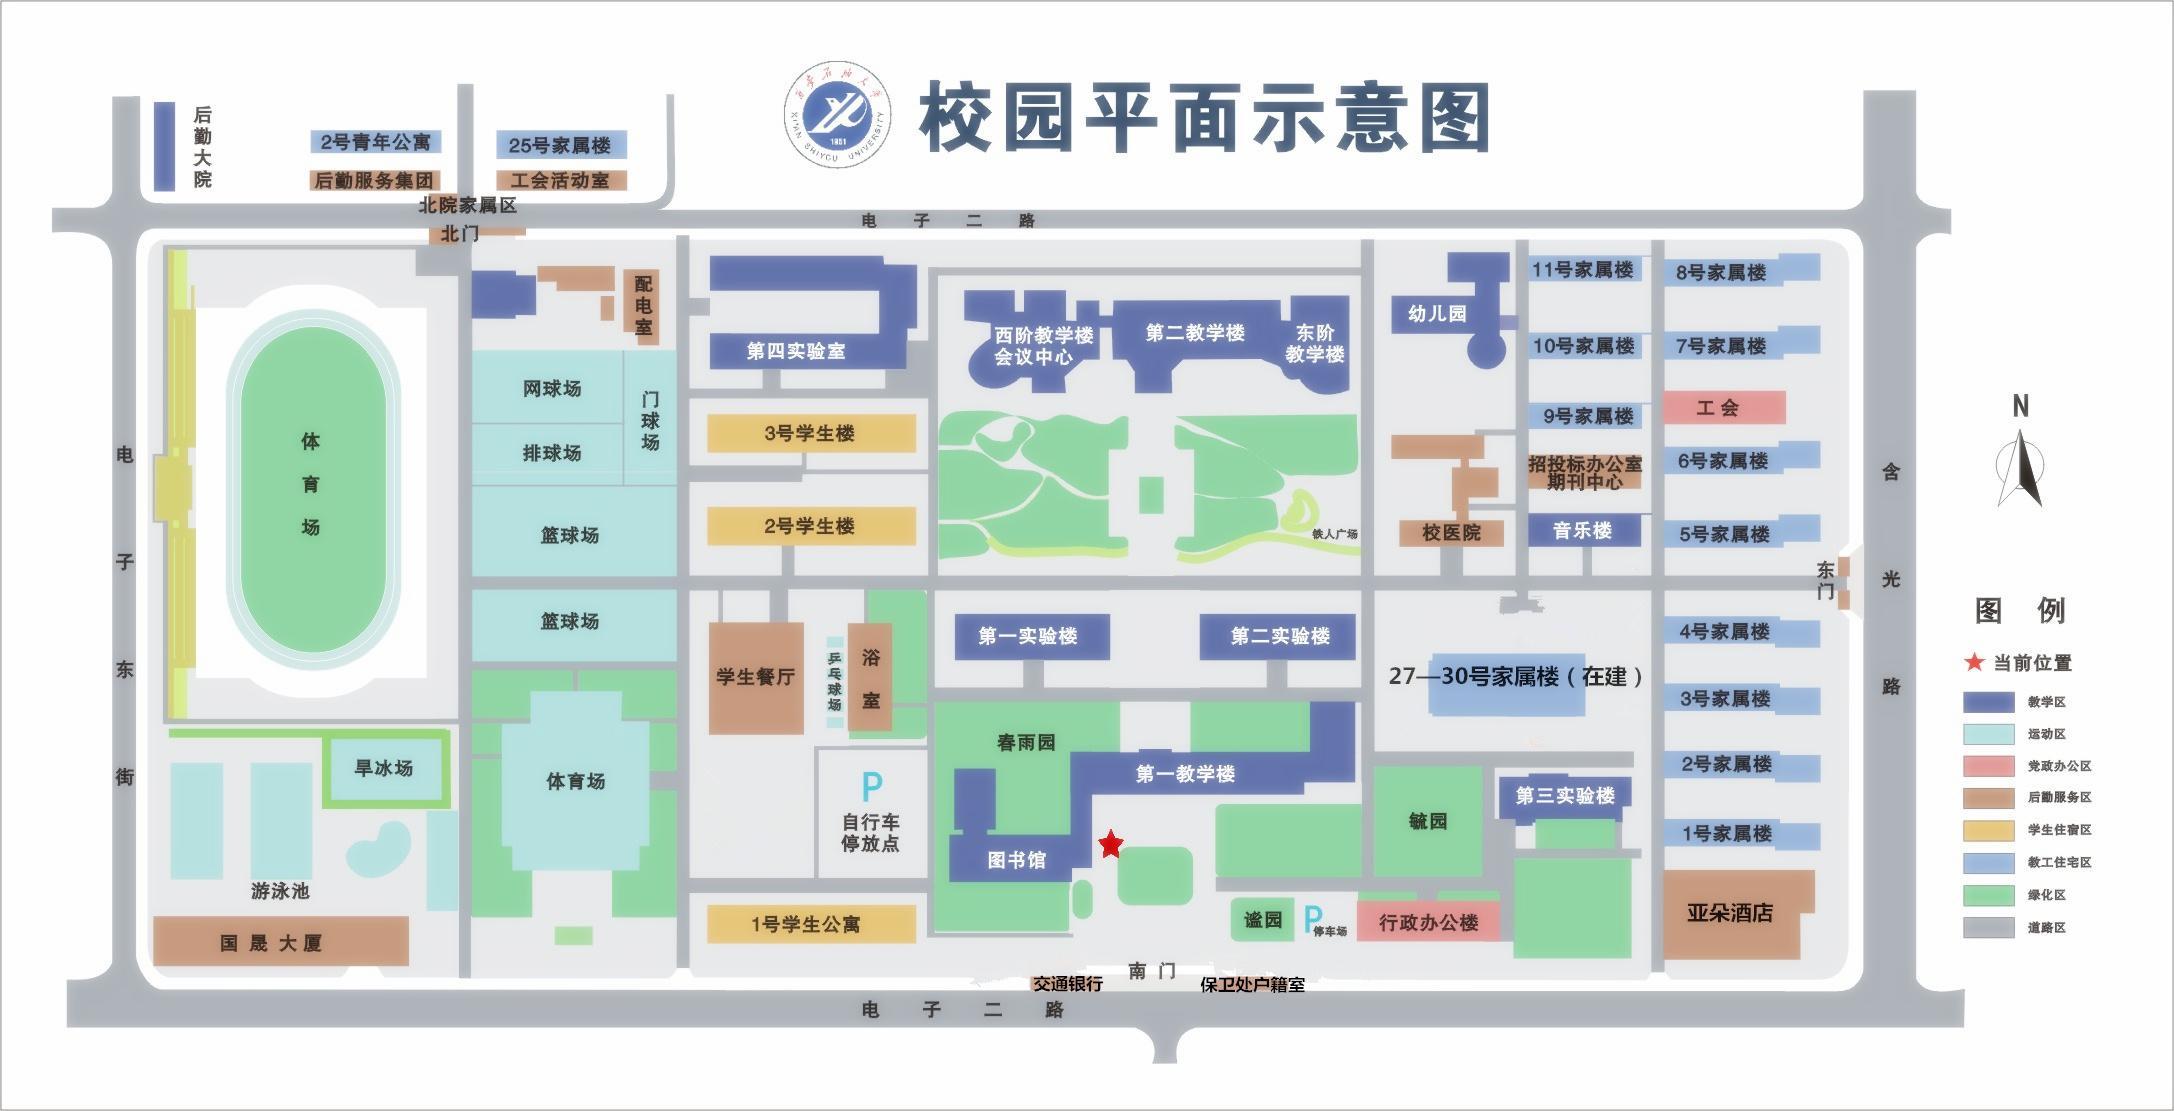 西安石油大学
XI'AN SHIYOU UNIVERSITY
1951
校园平面示意图
后勤大院
2号青年公寓
25号家属楼
后勤服务集团
工会活动室
北院家属区
北门
电子二路
配电室
第四实验室
西阶教学楼
会议中心
第二教学楼
东阶
教学楼
幼儿园
11号家属楼
8号家属楼
10号家属楼
7号家属楼
网球场
门球场
排球场
3号学生楼
9号家属楼
工会
体育场
招投标办公室
期刊中心
6号家属楼
篮球场
2号学生楼
铁人广场
校医院
音乐楼
5号家属楼
电子东街
含光路
东门
篮球场
学生餐厅
乒乓球场
浴室
第一实验楼
第二实验楼
4号家属楼
27—30号家属楼（在建）
3号家属楼
春雨园
旱冰场
体育场
P
自行车
停放点
第一教学楼
2号家属楼
毓园
第三实验楼
1号家属楼
图书馆
游泳池
国晟大厦
1号学生公寓
谧园
P
停车场
行政办公楼
亚朵酒店
南门
交通银行
保卫处户籍室
电子二路
N
图例
当前位置
教学区
运动区
党政办公区
后勤服务区
学生住宿区
教工住宅区
绿化区
道路区